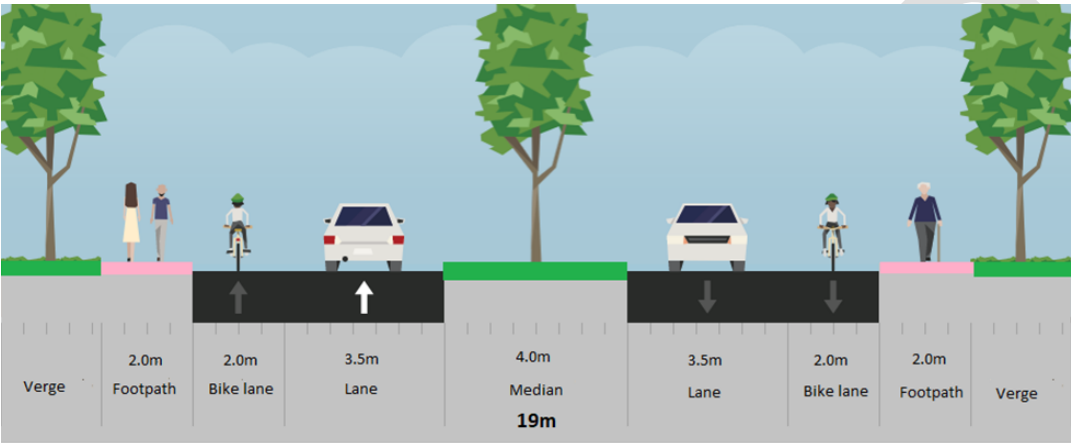 2.0m
2.0m
3.5m
4.0m
3.5m
2.0m
2.0m
Verge
Footpath
Bike lane
Lane
Median
Lane
Bike lane
Footpath
Verge
19m